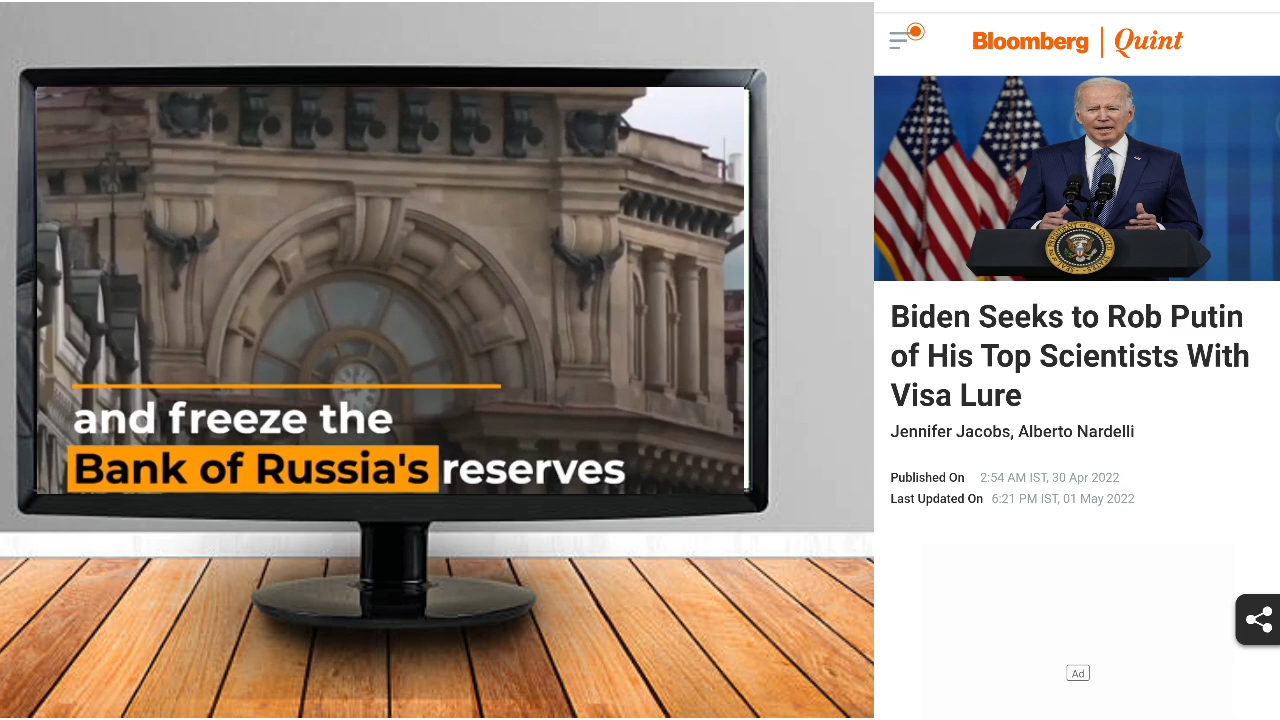 and freeze the
Bank of Russia's reserves
Bloomberg | Quint
Biden Seeks to Rob Putin
of His Top Scientists With
Visa Lure
Jennifer Jacobs, Alberto Nardelli
Published On 2:54 AM IST, 30 Apr 2022
Last Updated On 6:21 PM IST, 01 May 2022
Ad